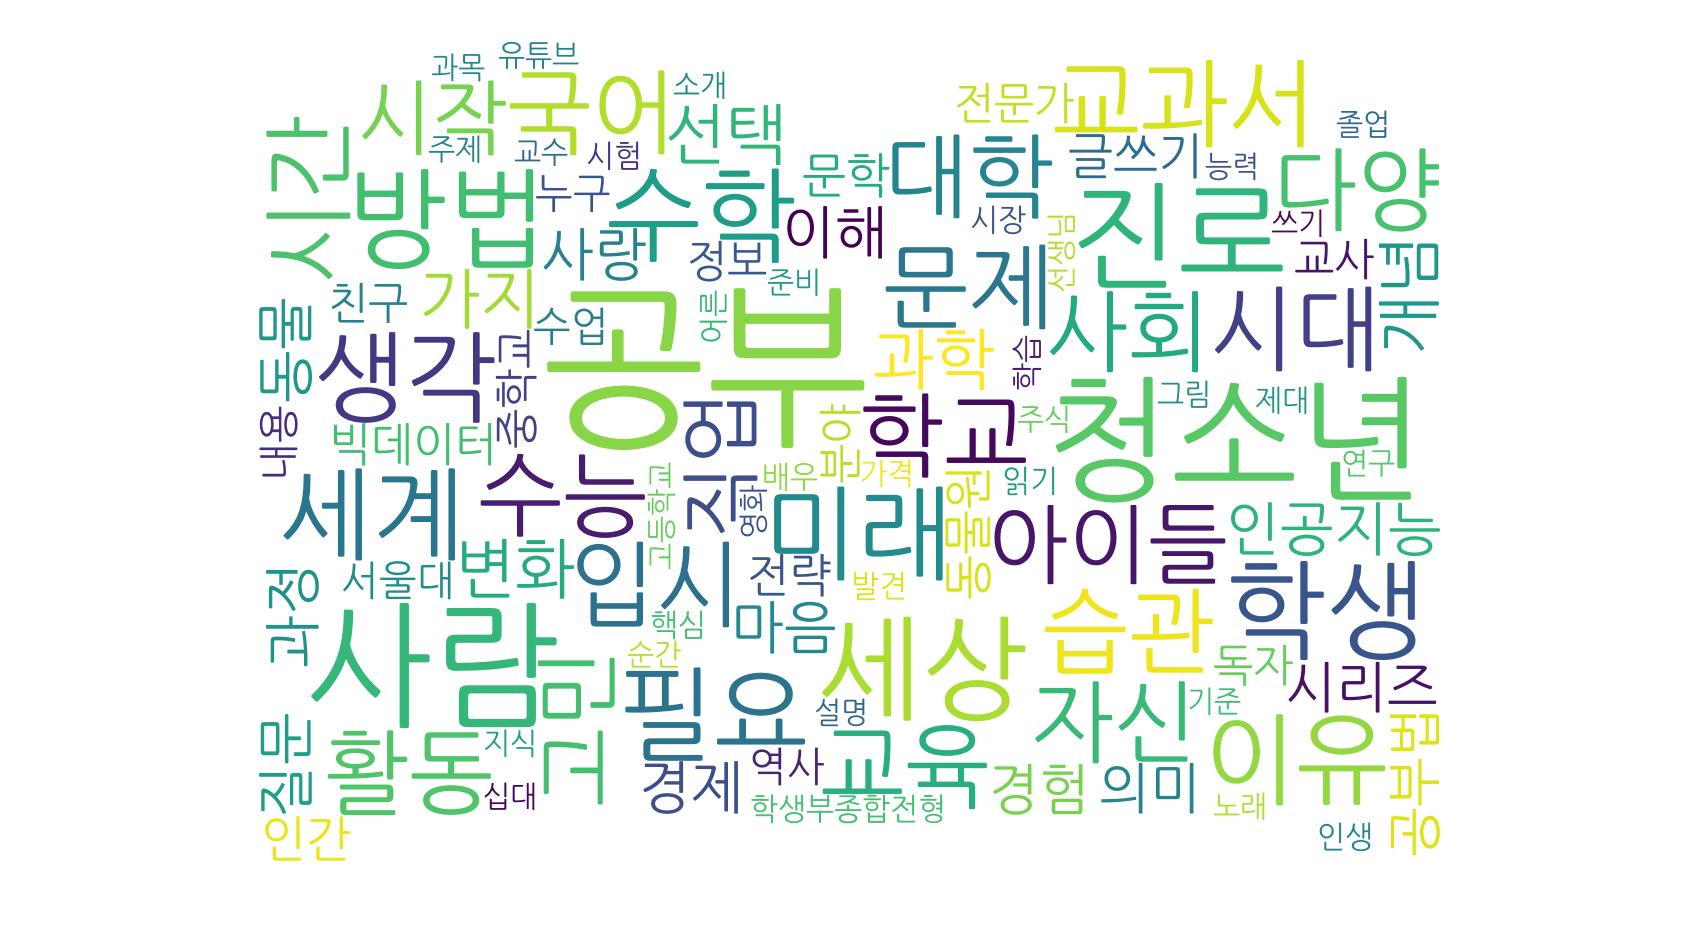 유튜브
과목
시작
국어
소개
선택
교과서
전문가
졸업
시간
주제
교수
시험
문학
대학
글쓰기
능력
다양
방법
누구
수학
이해
시장
진로
쓰기
선생님
교사
개념
사랑
정보
준비
문제
친구
가지
수업
어른
동물
공부
사회
시대
생각
중학교
과학
학습
내용
빅데이터
직업
분야
학교
주식
청소년
그림
제대
연구
세계
수능
고등학교
영화
배우
가격
미래
동물원
읽기
아이들
인공지능
과정
서울대
변화
입시
전략
발견
학생
사람
고민
핵심
마음
순간
세상
습관
독자
시리즈
필요
설명
자신
기준
이유
공부법
질문
활동
지식
십대
경제
역사
교육
경험
의미
노래
학생부종합전형
인간
인생